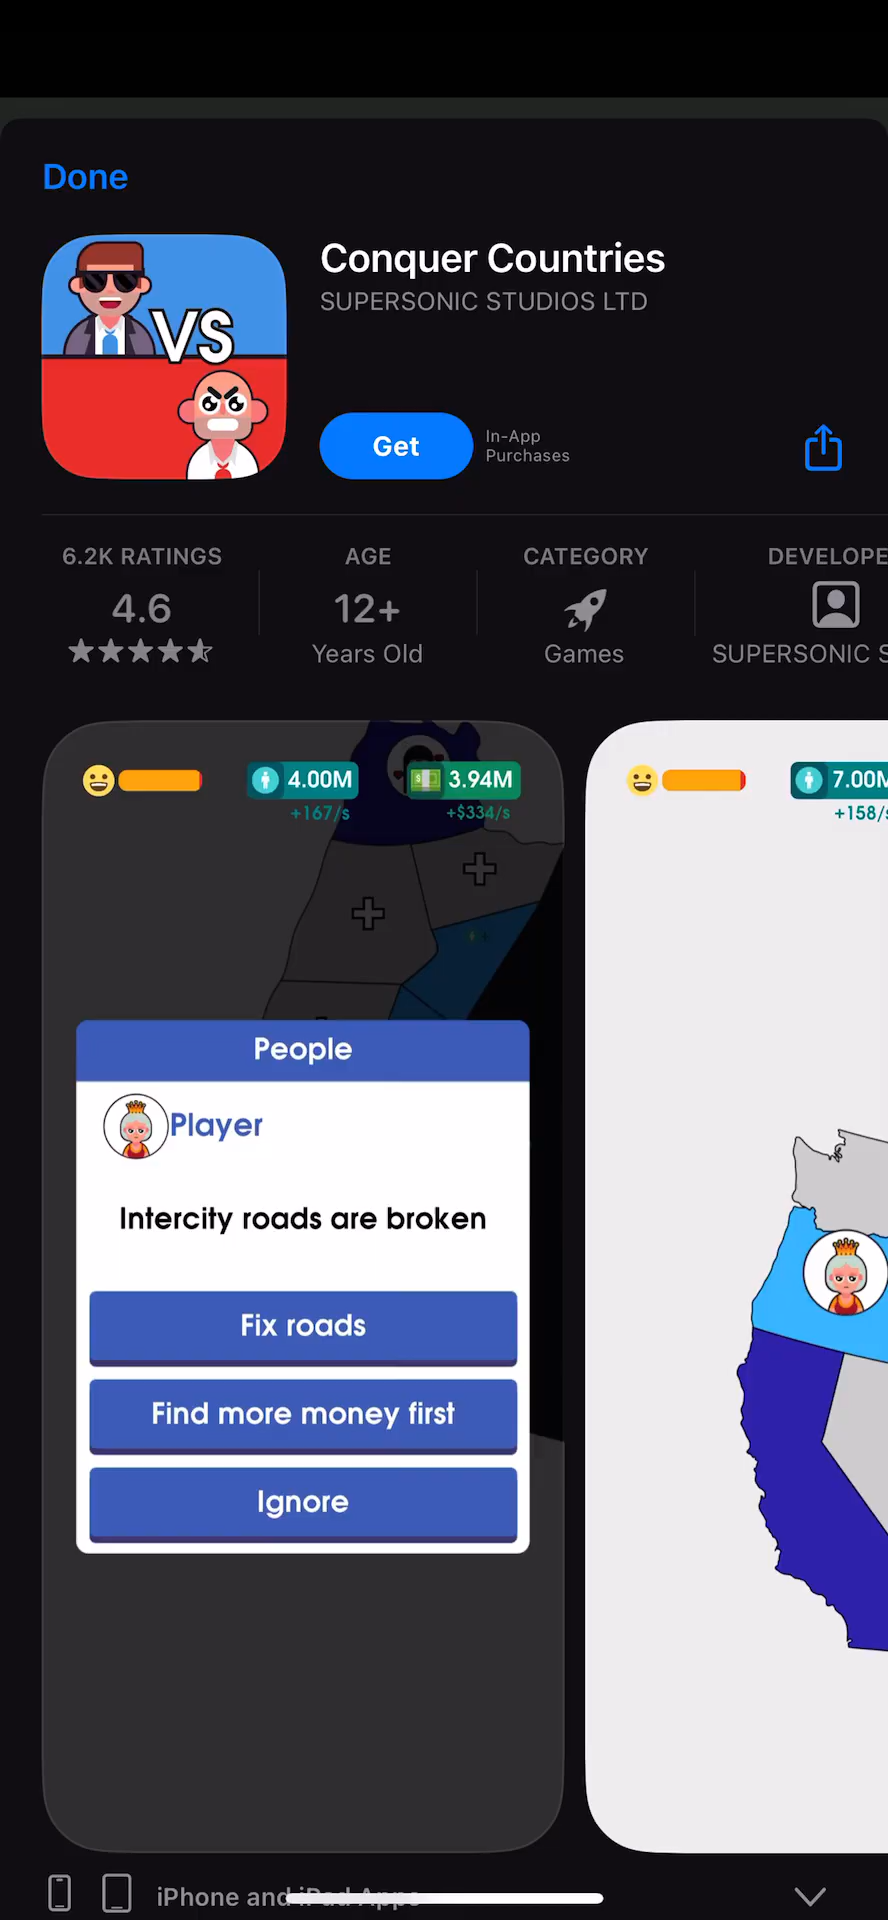 Done
VS
Conquer Countries
SUPERSONIC STUDIOS LTD
Get
In-App
Purchases
6.2K RATINGS
4.6
AGE
12+
Years Old
CATEGORY
Games
DEVELOPE
SUPERSONIC S
4.00M
+167/s
3.94M
+$334/s
7.00M
+158/s
People
Player
Intercity roads are broken
Fix roads
Find more money first
Ignore
iPhone and iPad Apps